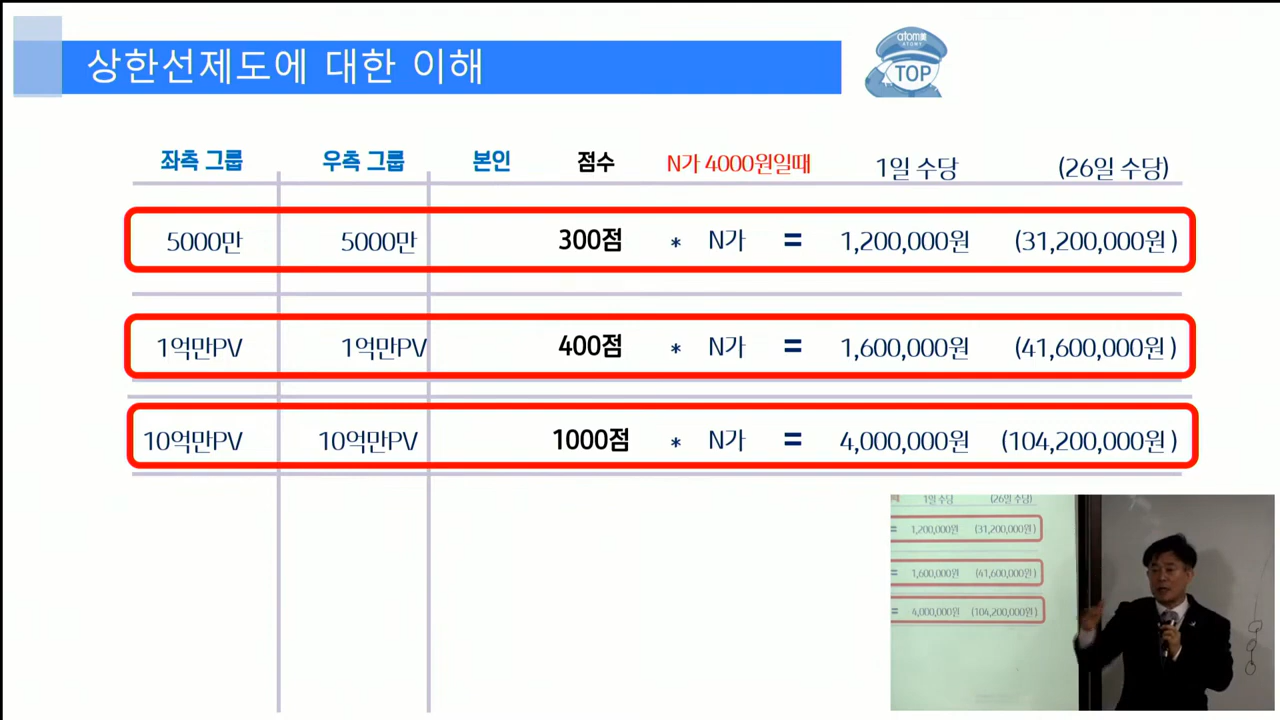 상한선제도에 대한 이해
atom美
ATOMY
TOP
좌측 그룹 우측 그룹 본인 점수 N가 4000원일때 1일 수당 (26일 수당)
5000만 5000만 300점 * N가 = 1,200,000원 (31,200,000원 )
1억만PV 1억만PV 400점 * N가 = 1,600,000원 (41,600,000원 )
10억만PV 10억만PV 1000점 * N가 = 4,000,000원 (104,200,000원 )
1일 수당 (26일 수당)
= 1,200,000원 (31,200,000원 )
= 1,600,000원 (41,600,000원 )
= 4,000,000원 (104,200,000원 )